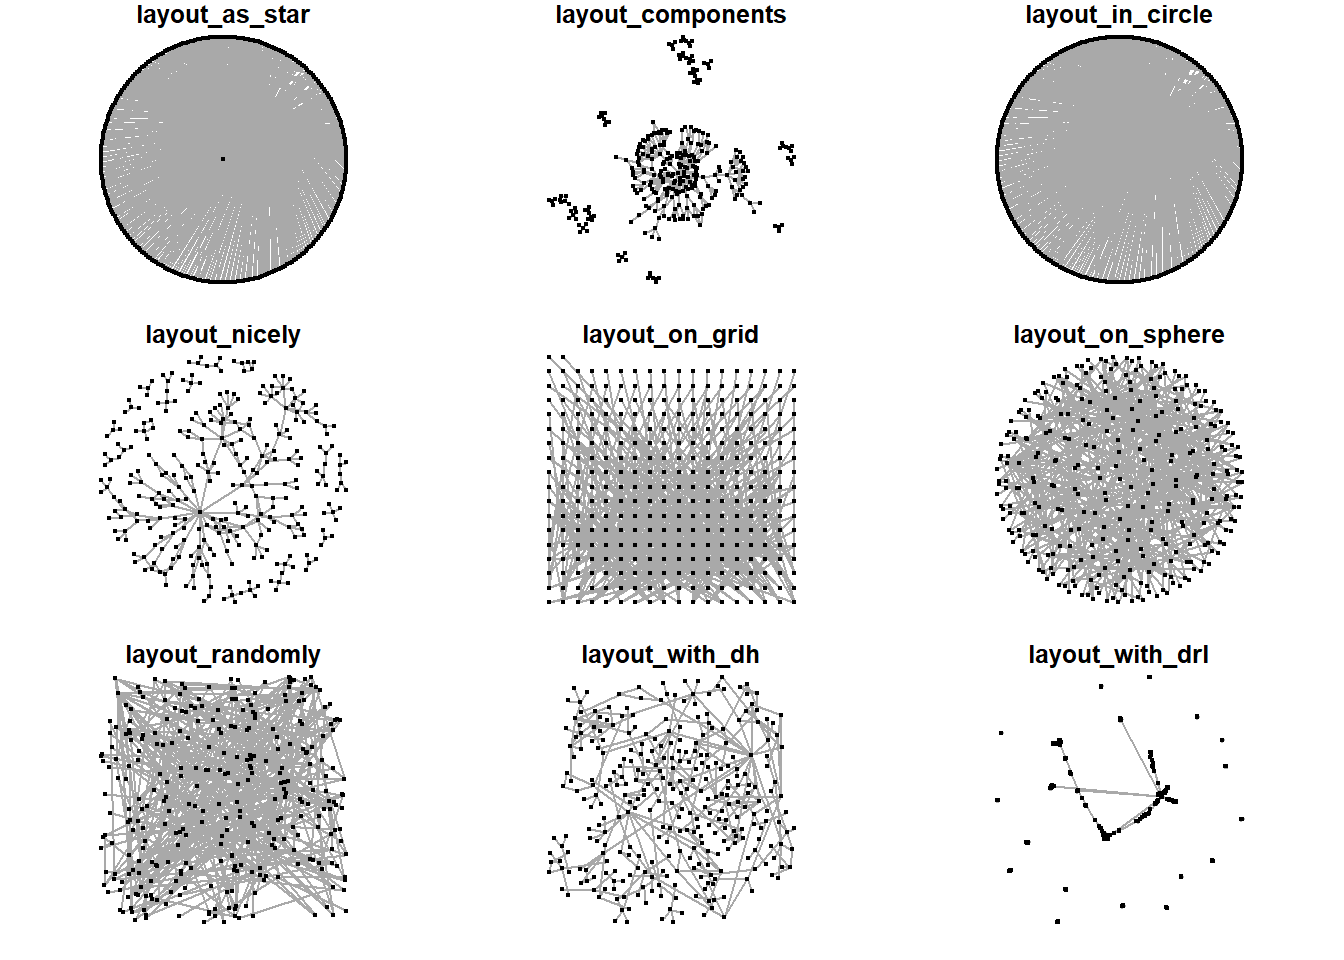 layout_as_star
layout_components
layout_in_circle
layout_nicely
layout_on_grid
layout_on_sphere
layout_randomly
layout_with_dh
layout_with_drl